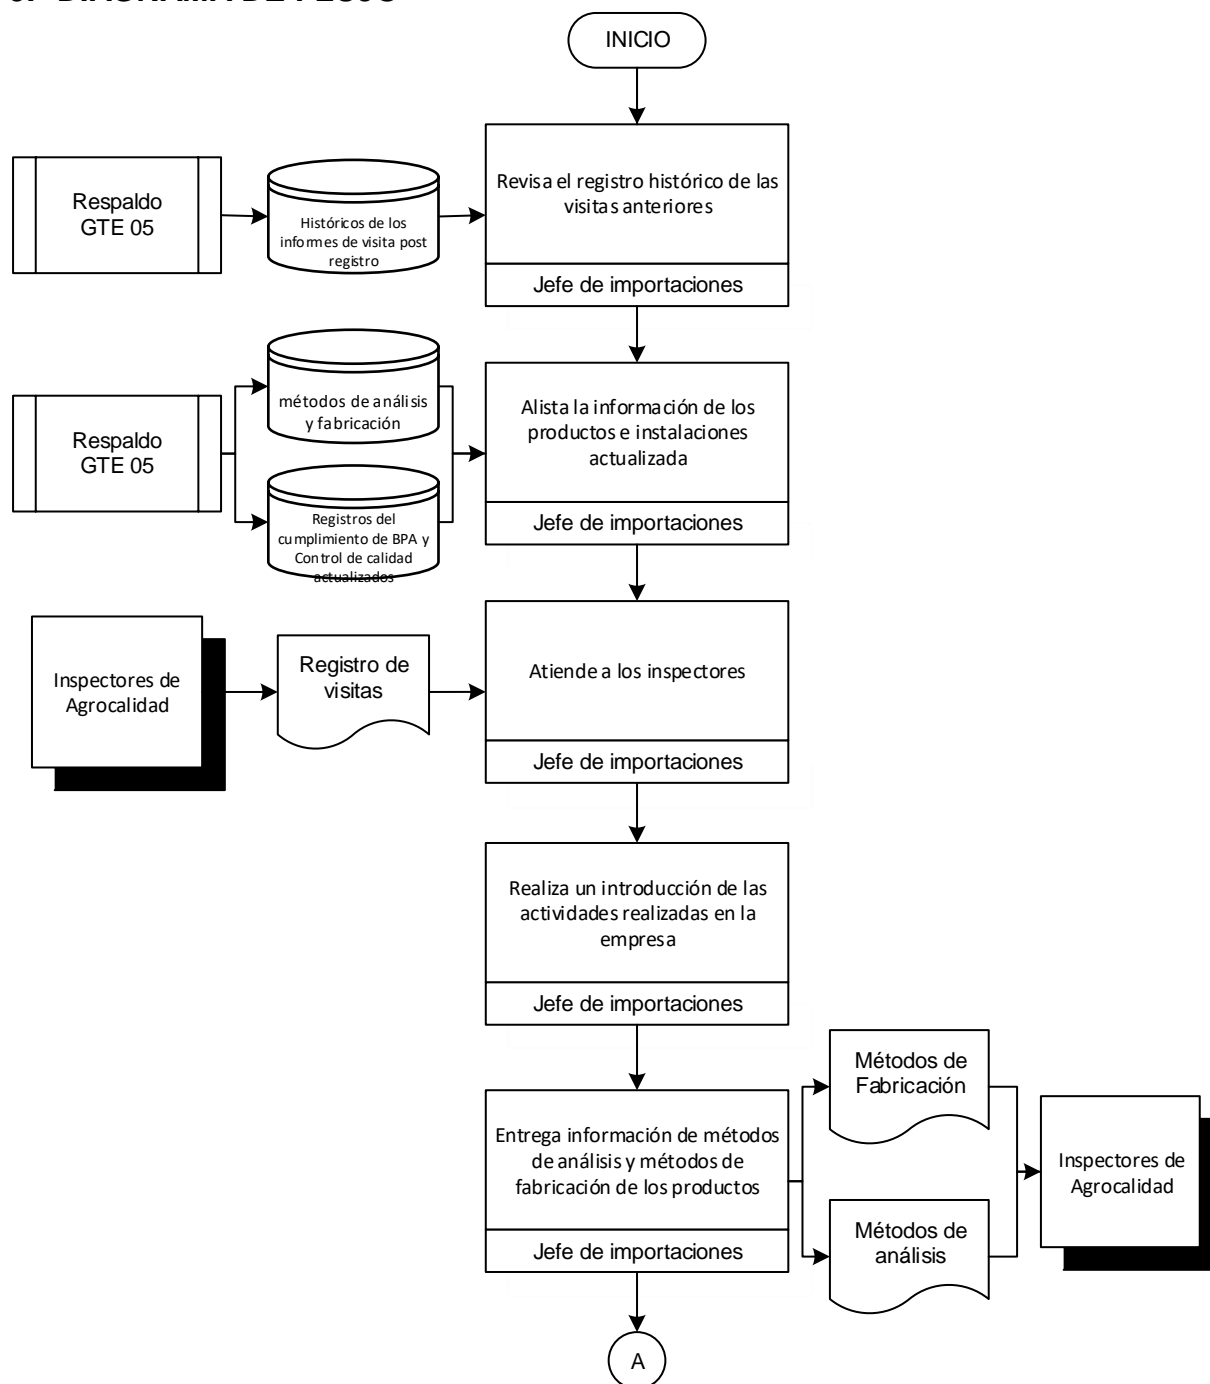 DIAGRAMA DE FLUJO
INICIO
Respaldo
GTE 05
Históricos de los
informes de visita post
registro
Revisa el registro histórico de las
visitas anteriores
Jefe de importaciones
Respaldo
GTE 05
métodos de análisis
y fabricación
Registros del
cumplimiento de BPA y
Control de calidad
actualizados
Alista la información de los
productos e instalaciones
actualizada
Jefe de importaciones
Inspectores de
Agrocalidad
Registro de
visitas
Atiende a los inspectores
Jefe de importaciones
Realiza un introducción de las
actividades realizadas en la
empresa
Jefe de importaciones
Entrega información de métodos
de análisis y métodos de
fabricación de los productos
Jefe de importaciones
Métodos de
Fabricación
Métodos de
análisis
Inspectores de
Agrocalidad
A